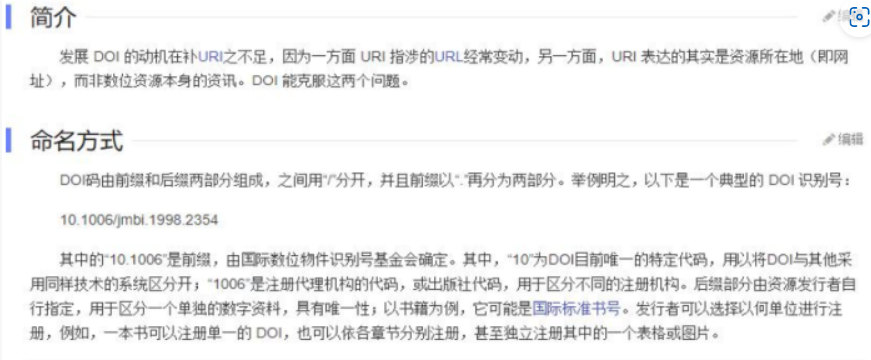 简介
编辑
发展 DOI 的动机在补URI之不足，因为一方面 URI 指涉的URL经常变动，另一方面，URI 表达的其实是资源所在地（即网
址），而非数位资源本身的资讯。DOI 能克服这两个问题。
命名方式
编辑
DOI码由前缀和后缀两部分组成，之间用“/”分开，并且前缀以“.”再分为两部分。举例明之，以下是一个典型的 DOI 识别号：
10.1006/jmbi.1998.2354
其中的“10.1006”是前缀，由国际数位物件识别号基金会确定。其中，“10”为DOI目前唯一的特定代码，用以将DOI与其他采
用同样技术的系统区分开；“1006”是注册代理机构的代码，或出版社代码，用于区分不同的注册机构。后缀部分由资源发行者自
行指定，用于区分一个单独的数字资料，具有唯一性；以书籍为例，它可能是国际标准书号。发行者可以选择以何单位进行注
册，例如，一本书可以注册单一的 DOI，也可以依各章节分别注册，甚至独立注册其中的一个表格或图片。